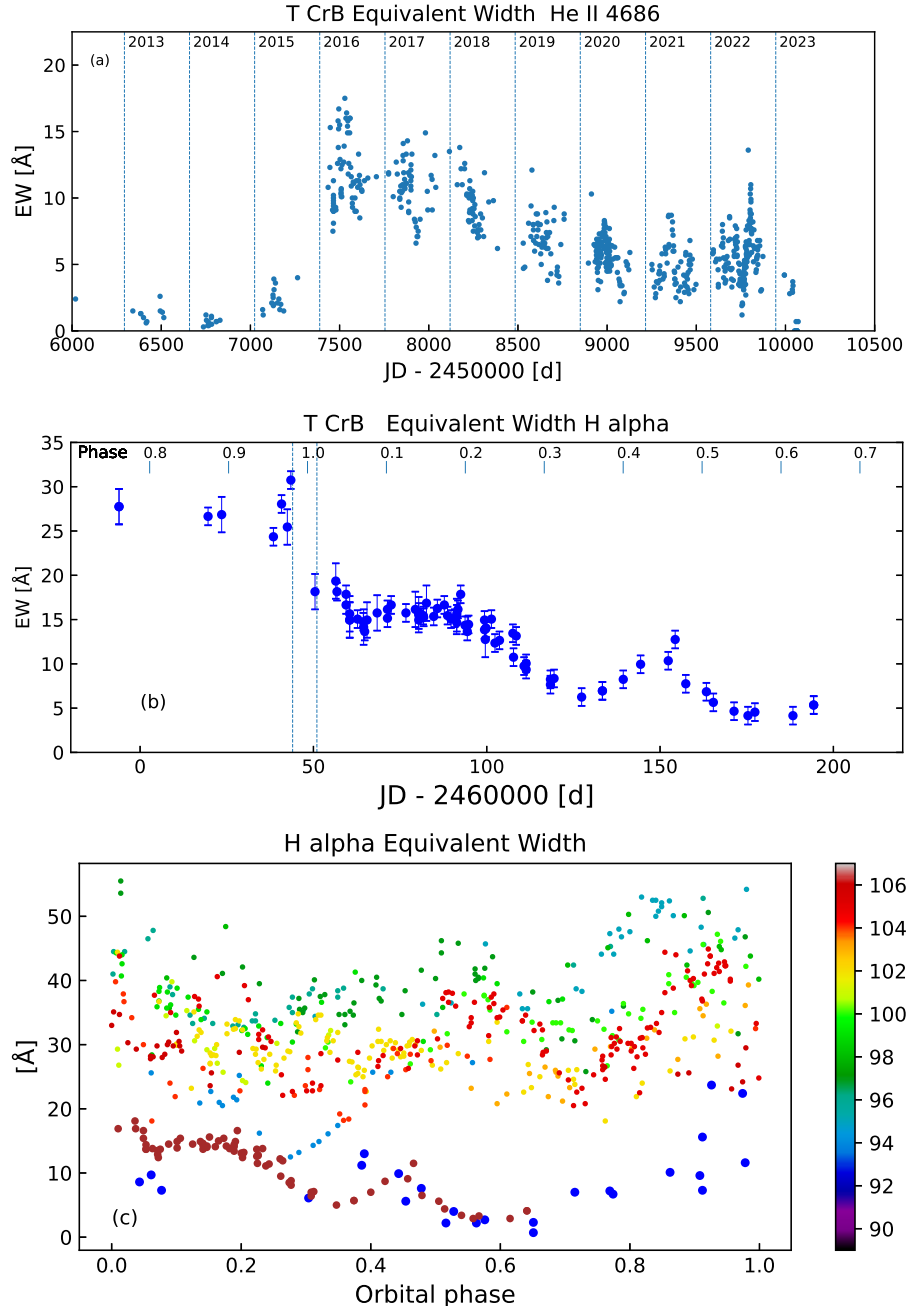 T CrB Equivalent Width  He II 4686
2013 2014 2015 2016 2017 2018 2019 2020 2021 2022 2023
(a)
20
15
10
5
0
EW [Å]
6000 6500 7000 7500 8000 8500 9000 9500 10000 10500
JD - 2450000 [d]
T CrB   Equivalent Width H alpha
Phase 0.8 0.9 1.0 0.1 0.2 0.3 0.4 0.5 0.6 0.7
35
30
25
20
15
10
5
0
EW [Å]
(b)
0 50 100 150 200
JD - 2460000 [d]
H alpha Equivalent Width
50
40
30
20
10
0
[Å]
(c)
0.0 0.2 0.4 0.6 0.8 1.0
Orbital phase
106
104
102
100
98
96
94
92
90